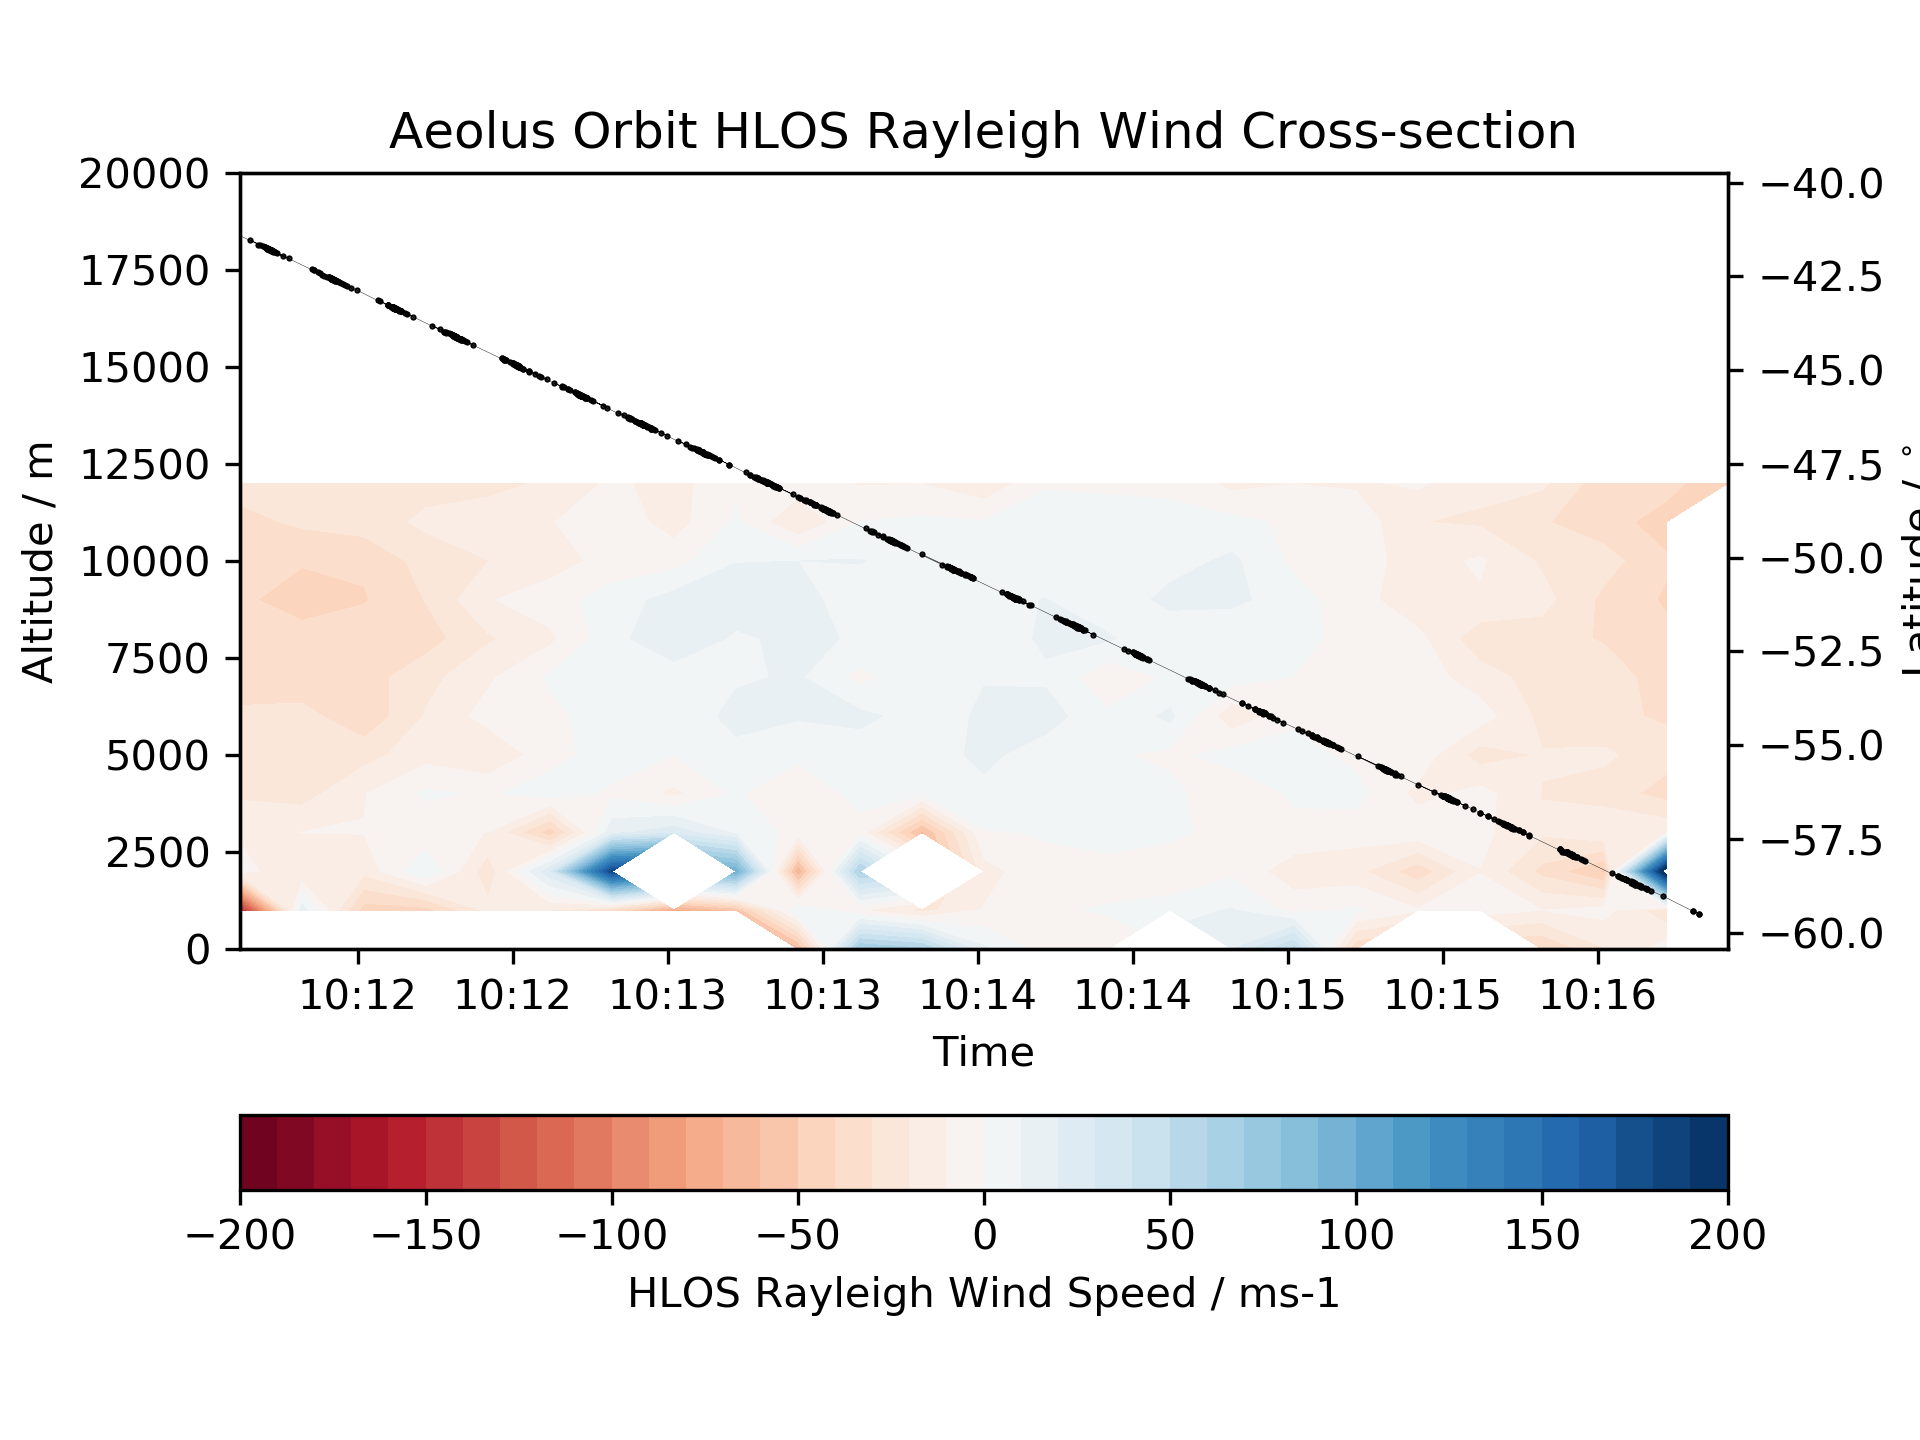 Aeolus Orbit HLOS Rayleigh Wind Cross-section
20000
17500
15000
12500
10000
7500
5000
2500
0
Altitude / m
−40.0
−42.5
−45.0
−47.5
−50.0
−52.5
−55.0
−57.5
−60.0
Latitude / °
10:12 10:12 10:13 10:13 10:14 10:14 10:15 10:15 10:16
Time
−200 −150 −100 −50 0 50 100 150 200
HLOS Rayleigh Wind Speed / ms-1